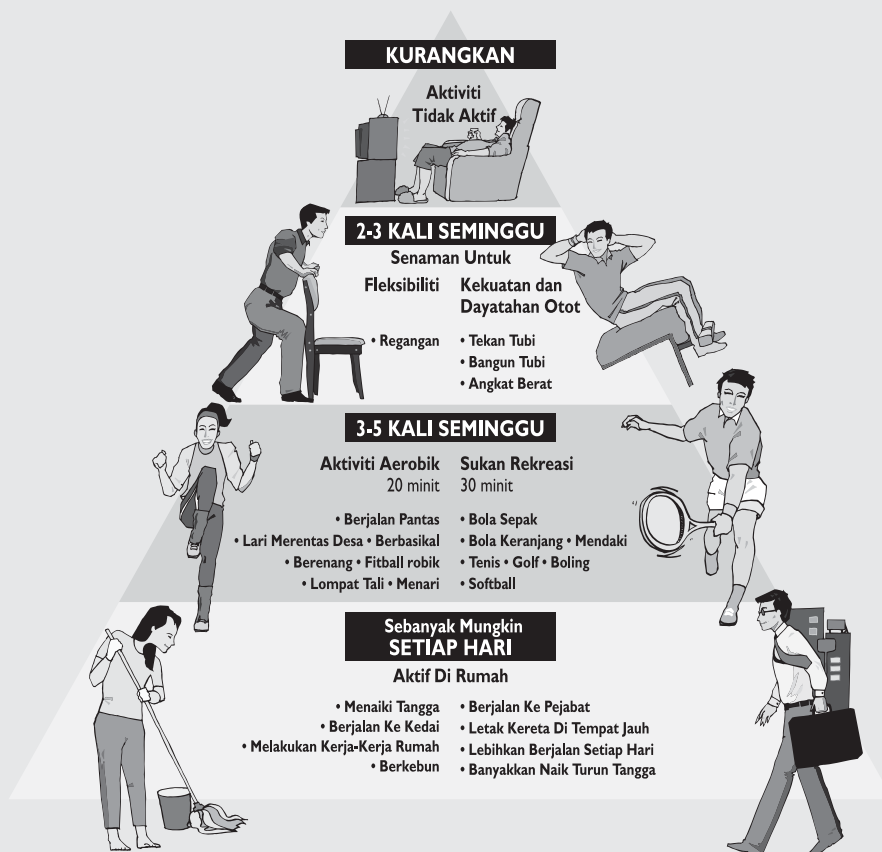 KURANGKAN
Aktiviti
Tidak Aktif
2-3 KALI SEMINGGU
Senaman Untuk
Fleksibiliti
• Regangan
Kekuatan dan
Dayatahan Otot
• Tekan Tubi
• Bangun Tubi
• Angkat Berat
3-5 KALI SEMINGGU
Aktiviti Aerobik
20 minit
• Berjalan Pantas
• Lari Merentas Desa • Berbasikal
• Berenang • Fitball robik
• Lompat Tali • Menari
Sukan Rekreasi
30 minit
• Bola Sepak
• Bola Keranjang • Mendaki
• Tenis • Golf • Boling
• Softball
Sebanyak Mungkin
SETIAP HARI
Aktif Di Rumah
• Menaiki Tangga
• Berjalan Ke Kedai
• Melakukan Kerja-Kerja Rumah
• Berkebun
• Berjalan Ke Pejabat
• Letak Kereta Di Tempat Jauh
• Lebihkan Berjalan Setiap Hari
• Banyakkan Naik Turun Tangga